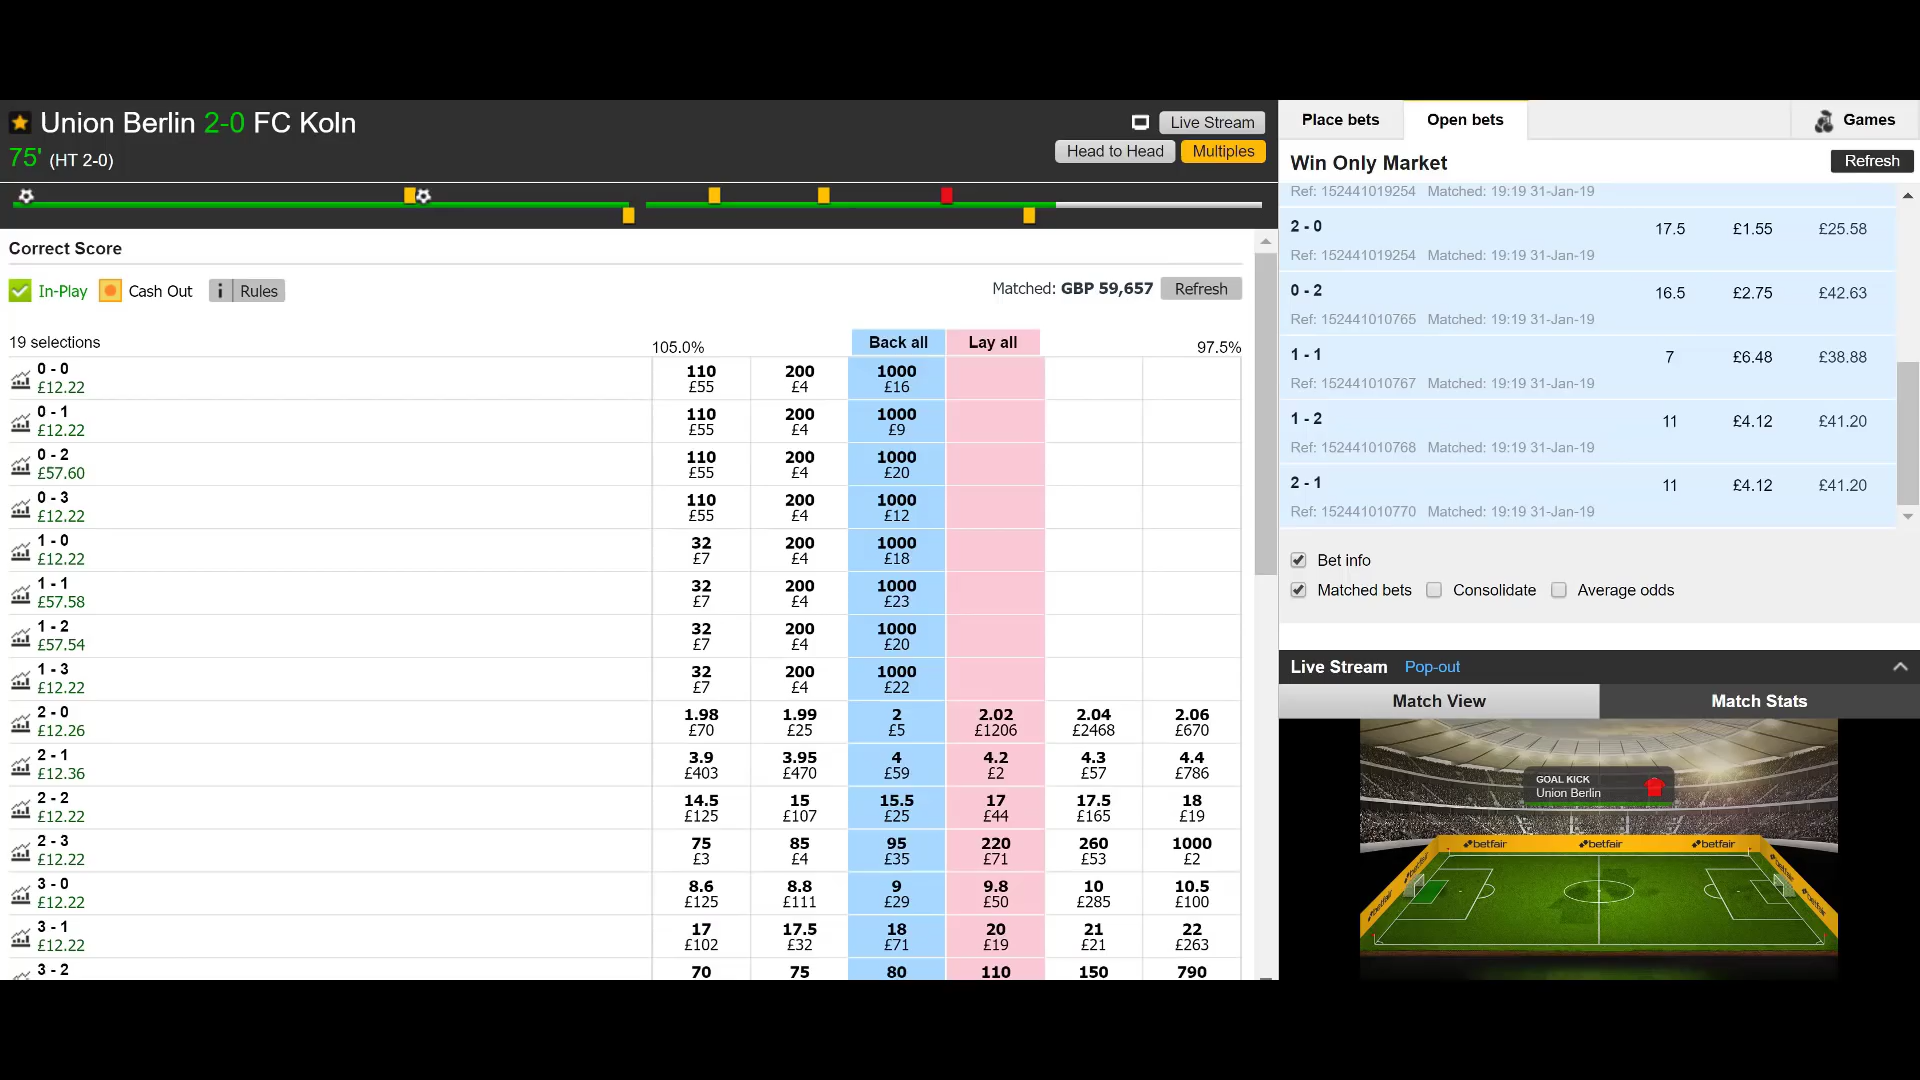 Union Berlin 2-0 FC Koln
75' (HT 2-0)
Live Stream
Head to Head
Multiples
Correct Score
In-Play
Cash Out
i Rules
Matched: GBP 59,657
Refresh
19 selections
105.0%
Back all
Lay all
97.5%
0 - 0
£12.22
110 200 1000
£55 £4 £16
0 - 1
£12.22
110 200 1000
£55 £4 £9
0 - 2
£57.60
110 200 1000
£55 £4 £20
0 - 3
£12.22
110 200 1000
£55 £4 £12
1 - 0
£12.22
32 200 1000
£7 £4 £18
1 - 1
£57.58
32 200 1000
£7 £4 £23
1 - 2
£57.54
32 200 1000
£7 £4 £20
1 - 3
£12.22
32 200 1000
£7 £4 £22
2 - 0
£12.26
1.98 1.99 2 2.02 2.04 2.06
£70 £25 £5 £1206 £2468 £670
2 - 1
£12.36
3.9 3.95 4 4.2 4.3 4.4
£403 £470 £59 £2 £57 £786
2 - 2
£12.22
14.5 15 15.5 17 17.5 18
£125 £107 £25 £44 £165 £19
2 - 3
£12.22
75 85 95 220 260 1000
£3 £4 £35 £71 £53 £2
3 - 0
£12.22
8.6 8.8 9 9.8 10 10.5
£125 £111 £29 £50 £285 £100
3 - 1
£12.22
17 17.5 18 20 21 22
£102 £32 £71 £19 £21 £263
3 - 2
70 75 80 110 150 790
Place bets
Open bets
Games
Win Only Market
Refresh
Ref: 152441019254 Matched: 19:19 31-Jan-19
2 - 0 17.5 £1.55 £25.58
Ref: 152441019254 Matched: 19:19 31-Jan-19
0 - 2 16.5 £2.75 £42.63
Ref: 152441010765 Matched: 19:19 31-Jan-19
1 - 1 7 £6.48 £38.88
Ref: 152441010767 Matched: 19:19 31-Jan-19
1 - 2 11 £4.12 £41.20
Ref: 152441010768 Matched: 19:19 31-Jan-19
2 - 1 11 £4.12 £41.20
Ref: 152441010770 Matched: 19:19 31-Jan-19
Bet info
Matched bets
Consolidate
Average odds
Live Stream Pop-out
Match View
Match Stats
GOAL KICK
Union Berlin
betfair betfair betfair